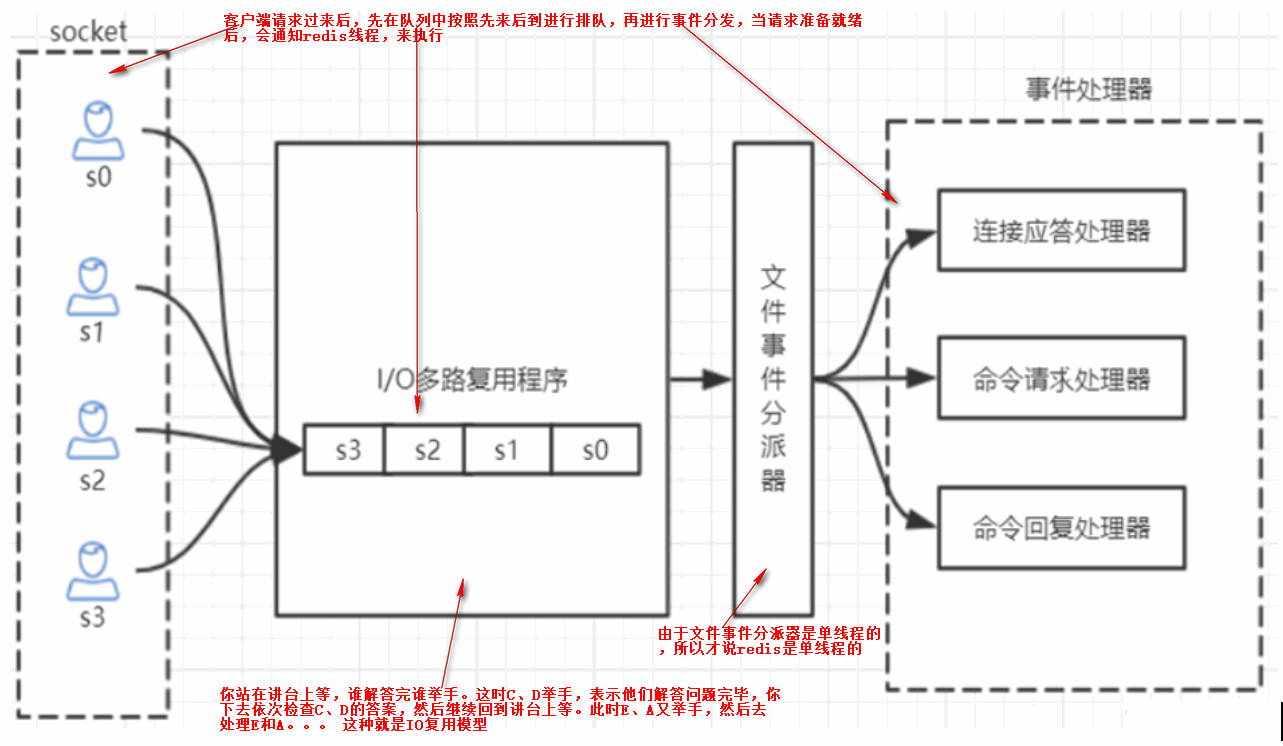 客户端请求过来后，先在队列中按照先来后到进行排队，再进行事件分发，当请求准备就绪
后，会通知redis线程，来执行
socket
s0
s1
s2
s3
I/O多路复用程序
s3 s2 s1 s0
文件事件分派器
事件处理器
连接应答处理器
命令请求处理器
命令回复处理器
由于文件事件分派器是单线程的
，所以才说redis是单线程的
你站在讲台上等，谁解答完谁举手。这时C、D举手，表示他们解答问题完毕，你
下去依次检查C、D的答案，然后继续回到讲台上等。此时E、A又举手，然后去
处理E和A。。。 这种就是IO复用模型